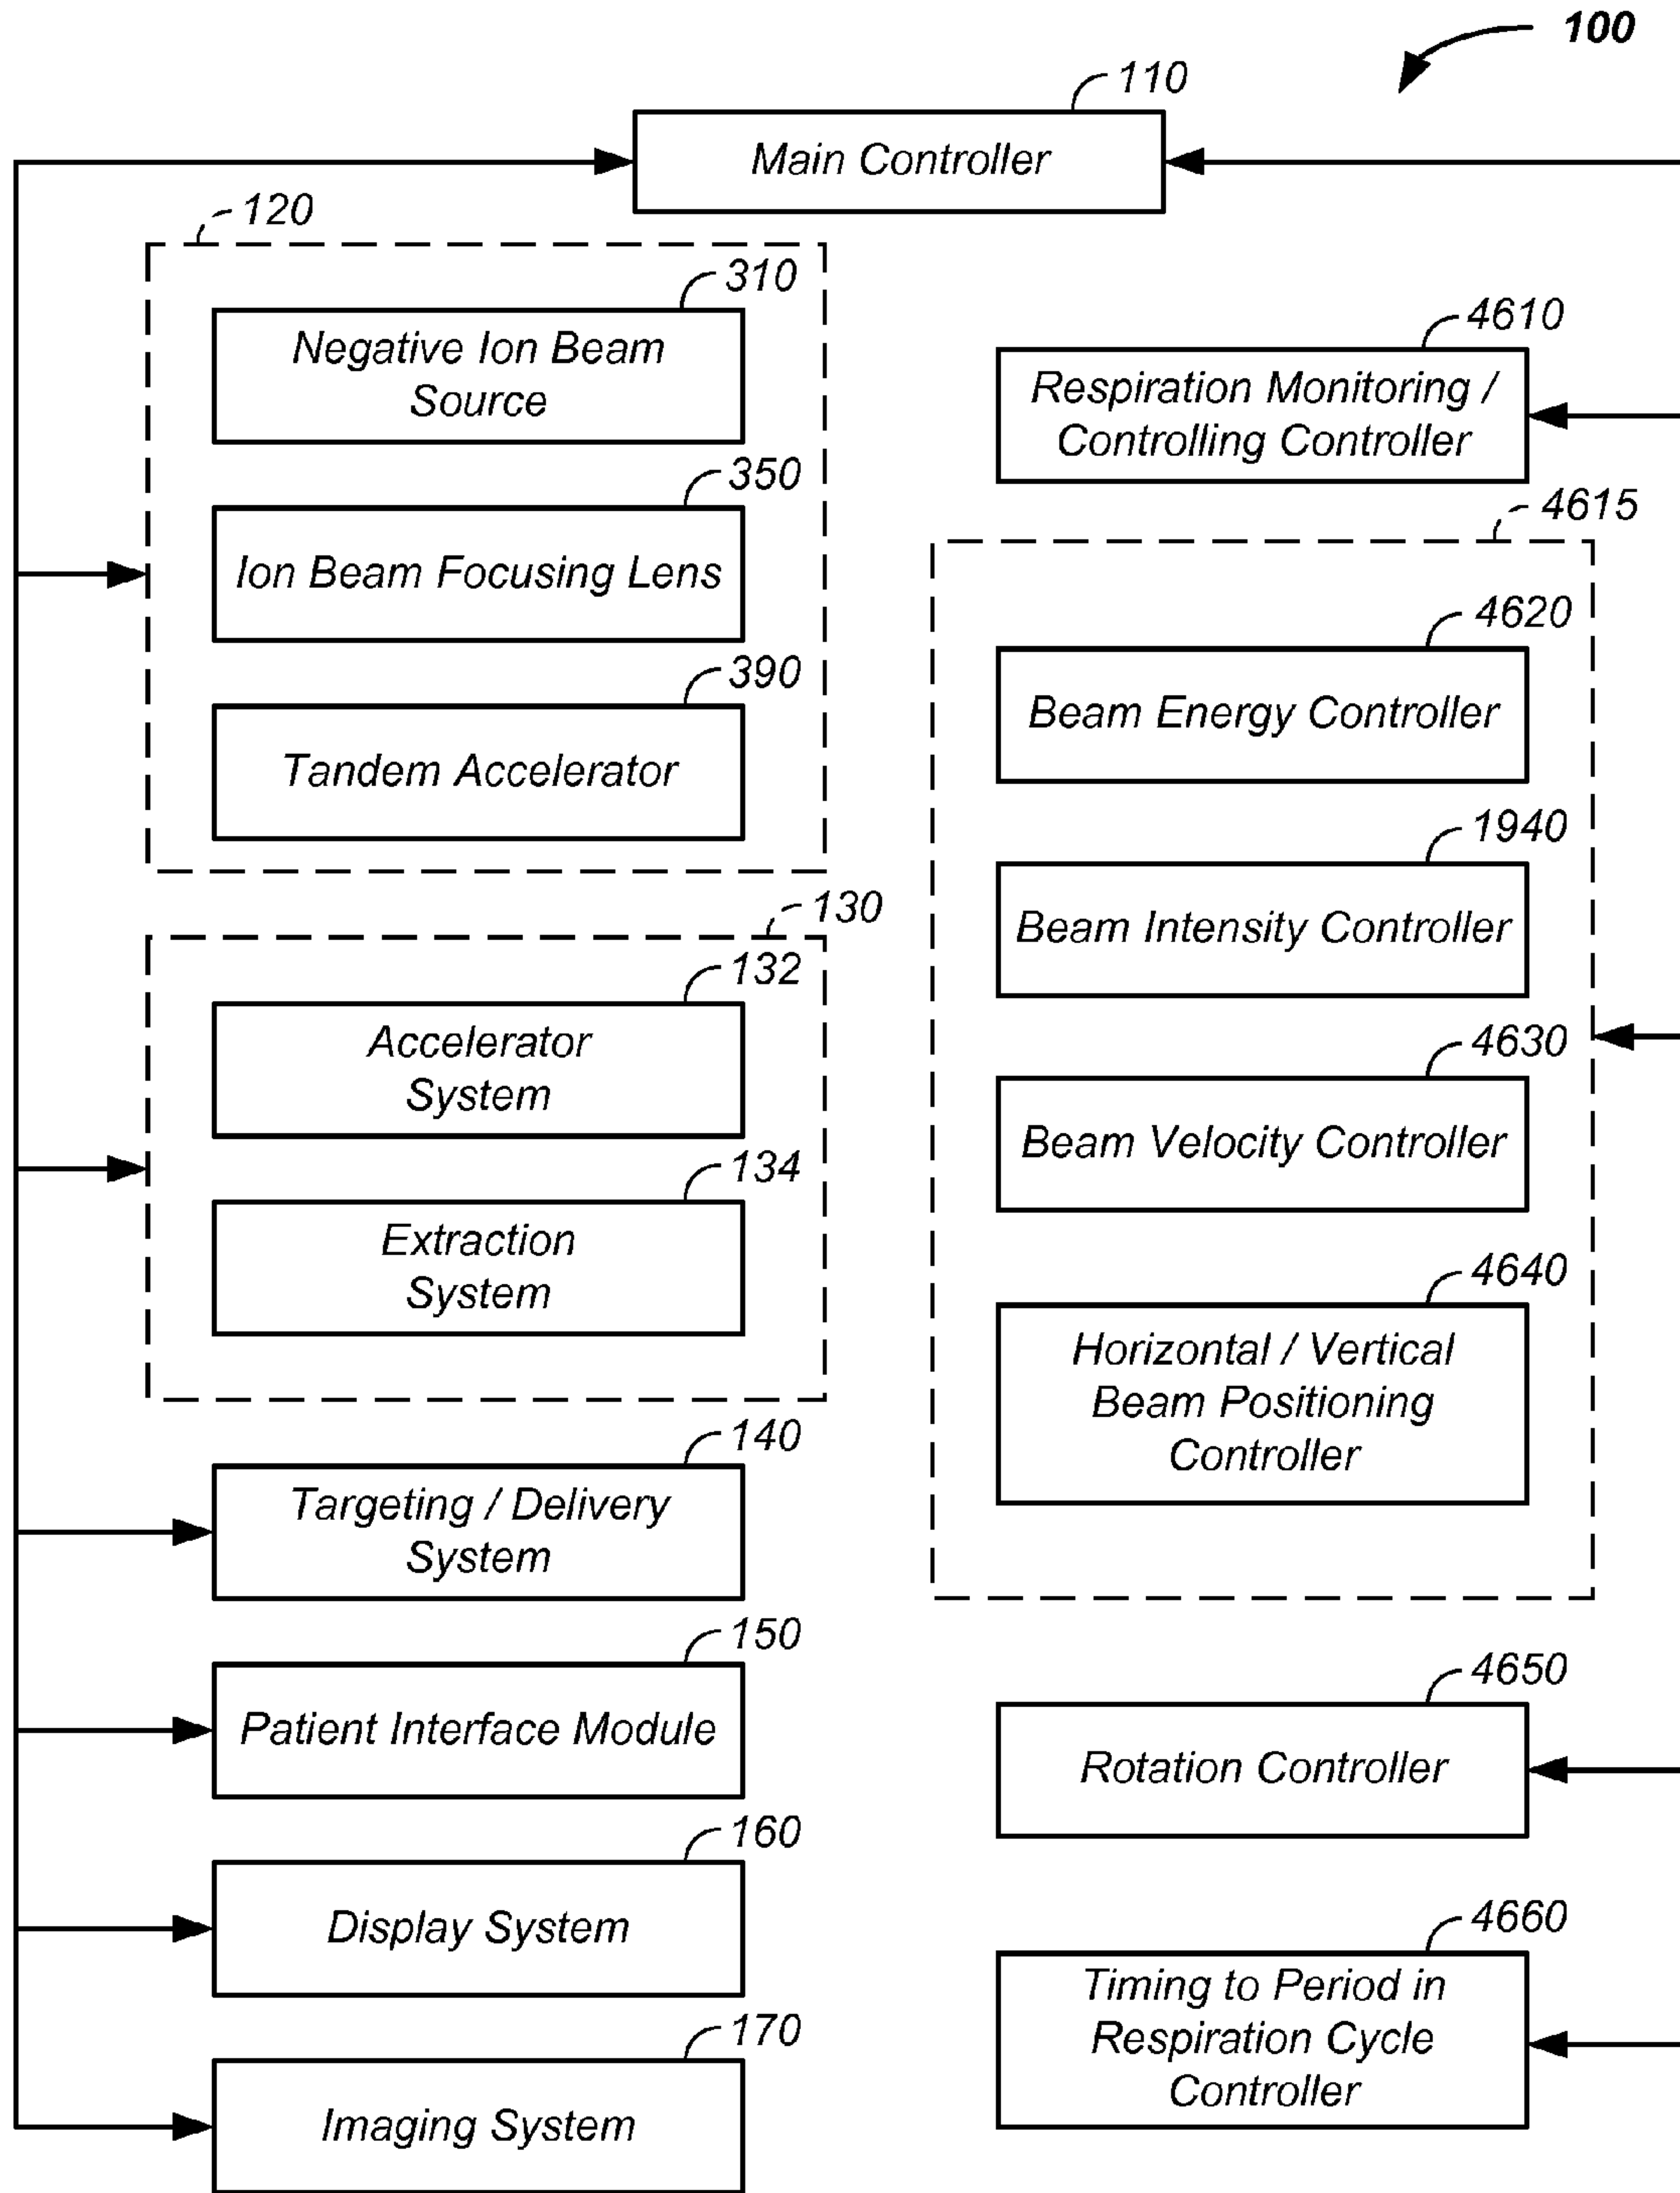 100
110
Main Controller
120
310
Negative Ion Beam
Source
350
Ion Beam Focusing Lens
390
Tandem Accelerator
130
132
Accelerator
System
134
Extraction
System
140
Targeting / Delivery
System
150
Patient Interface Module
160
Display System
170
Imaging System
4610
Respiration Monitoring /
Controlling Controller
4615
4620
Beam Energy Controller
1940
Beam Intensity Controller
4630
Beam Velocity Controller
4640
Horizontal / Vertical
Beam Positioning
Controller
4650
Rotation Controller
4660
Timing to Period in
Respiration Cycle
Controller